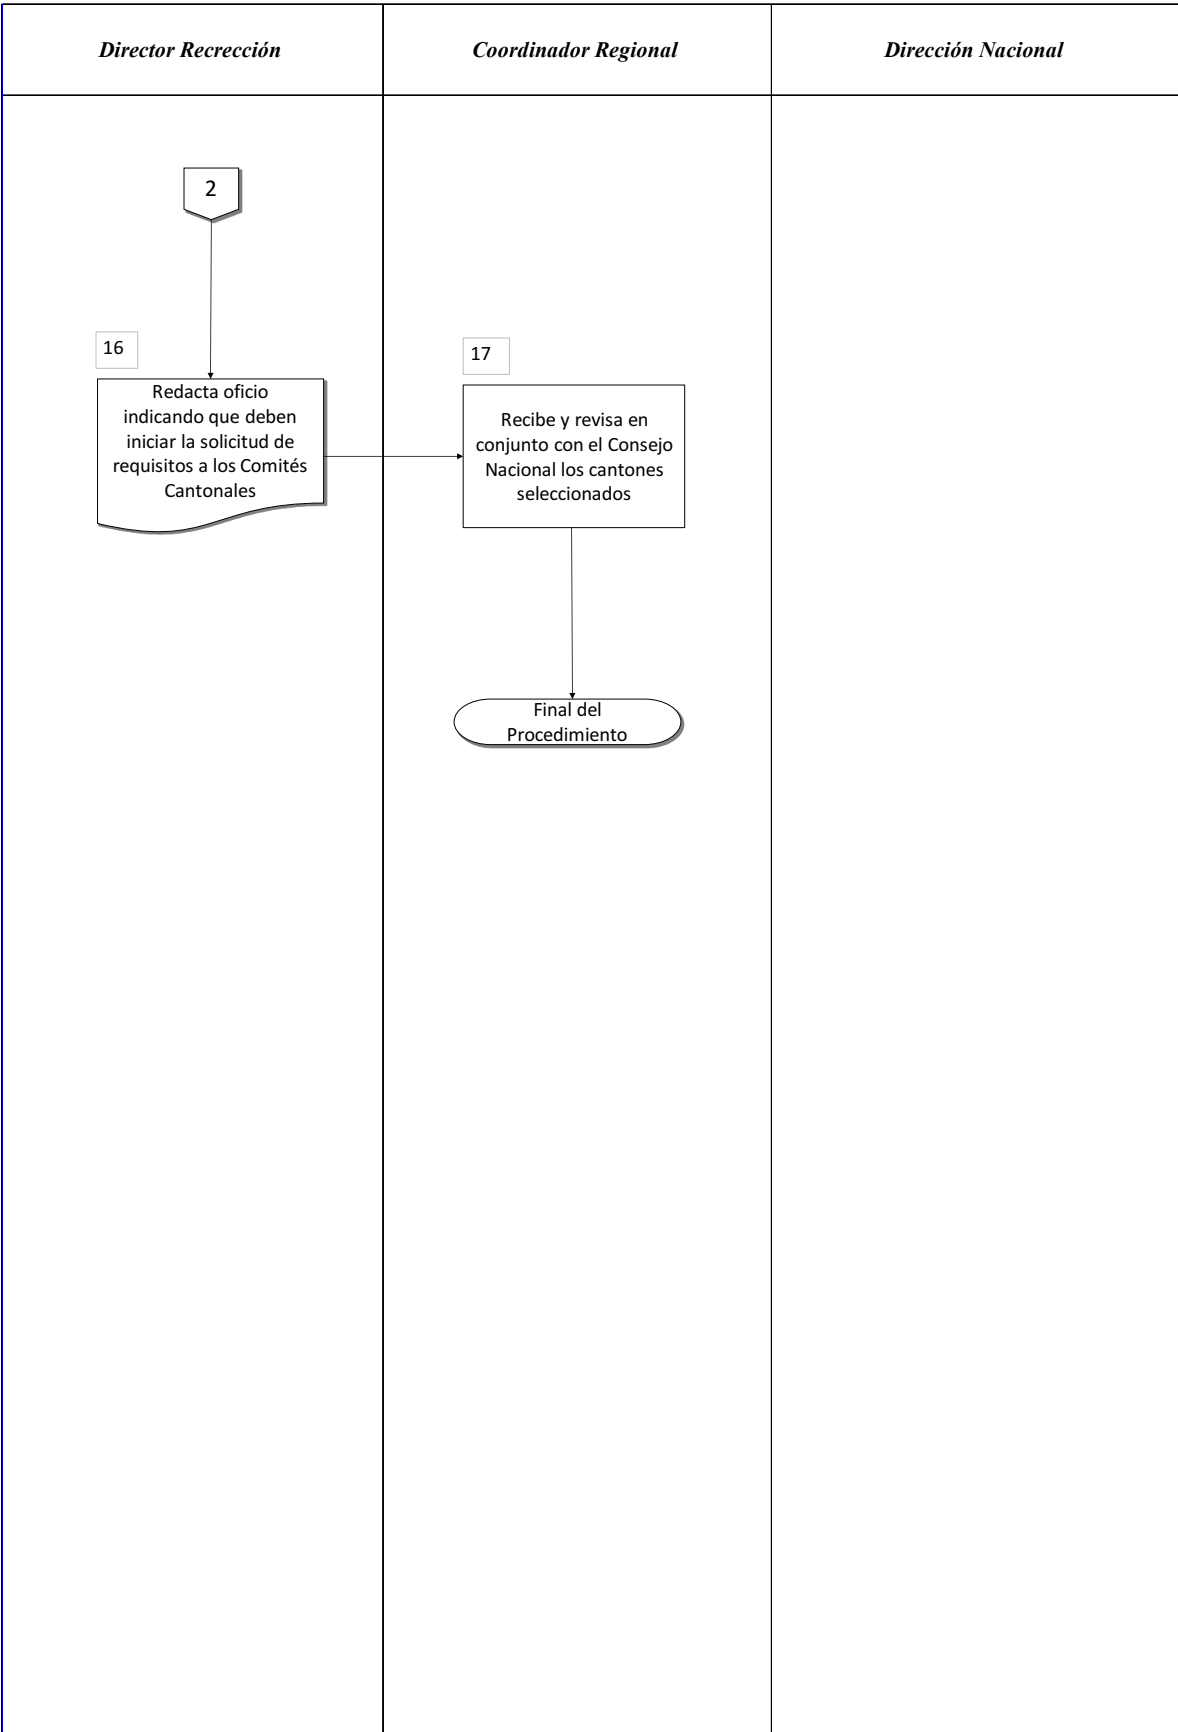 Director Recrección
Coordinador Regional
Dirección Nacional
2
16
Redacta oficio
indicando que deben
iniciar la solicitud de
requisitos a los Comités
Cantonales
17
Recibe y revisa en
conjunto con el Consejo
Nacional los cantones
seleccionados
Final del
Procedimiento